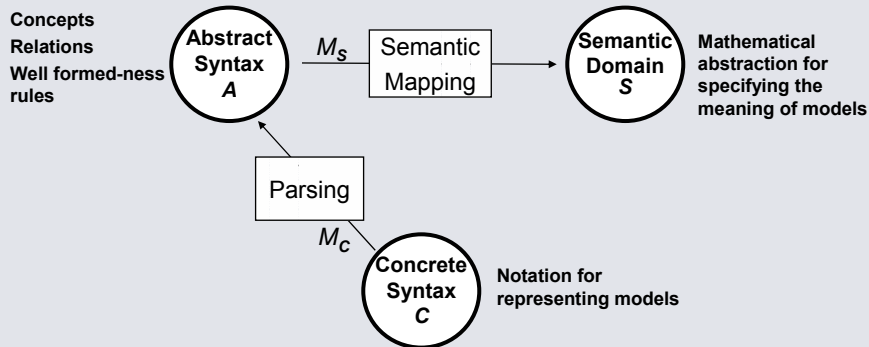 Concepts
Relations
Well formed-ness
rules
Abstract
Syntax
A
M_S
Semantic
Mapping
Semantic
Domain
S
Mathematical
abstraction for
specifying the
meaning of models
Parsing
M_C
Concrete
Syntax
C
Notation for
representing models